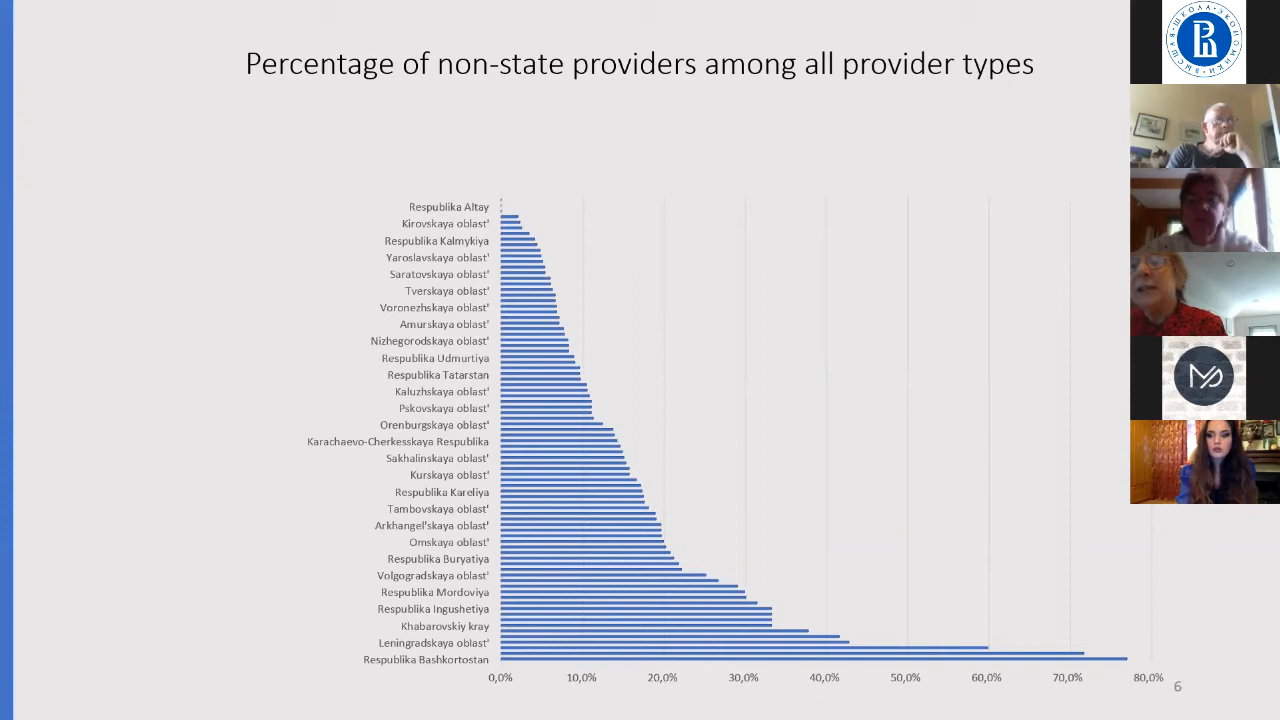 Percentage of non-state providers among all provider types
Respublika Altay
Kirovskaya oblast'
Respublika Kalmykiya
Yaroslavskaya oblast'
Saratovskaya oblast'
Tverskaya oblast'
Voronezhskaya oblast'
Amurskaya oblast'
Nizhegorodskaya oblast'
Respublika Udmurtiya
Respublika Tatarstan
Kaluzhskaya oblast'
Pskovskaya oblast'
Orenburgskaya oblast'
Karachaevo-Cherkesskaya Respublika
Sakhalinskaya oblast'
Kurskaya oblast'
Respublika Kareliya
Tambovskaya oblast'
Arkhangel'skaya oblast'
Omskaya oblast'
Respublika Buryatiya
Volgogradskaya oblast'
Respublika Mordoviya
Respublika Ingushetiya
Khabarovskiy kray
Leningradskaya oblast'
Respublika Bashkortostan
0,0% 10,0% 20,0% 30,0% 40,0% 50,0% 60,0% 70,0% 80,0%
6
ВЫСШАЯ ШКОЛА ЭКОНОМИКИ